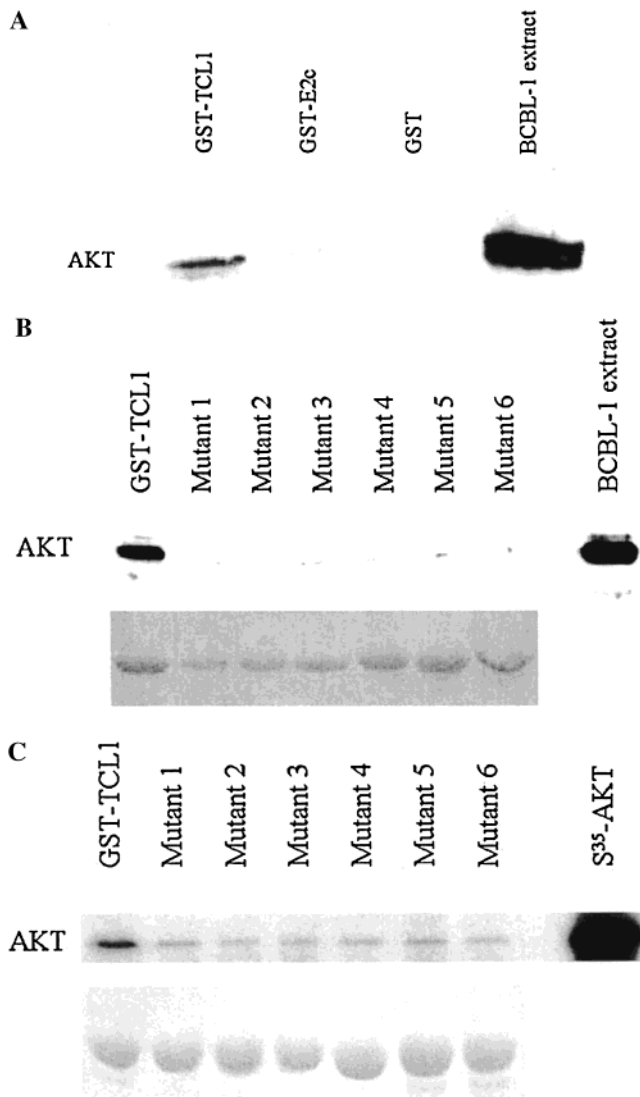 A
GST-TCL1
GST-E2c
GST
BCBL-1 extract
AKT
B
GST-TCL1
Mutant 1
Mutant 2
Mutant 3
Mutant 4
Mutant 5
Mutant 6
BCBL-1 extract
AKT
C
GST-TCL1
Mutant 1
Mutant 2
Mutant 3
Mutant 4
Mutant 5
Mutant 6
S³⁵-AKT
AKT